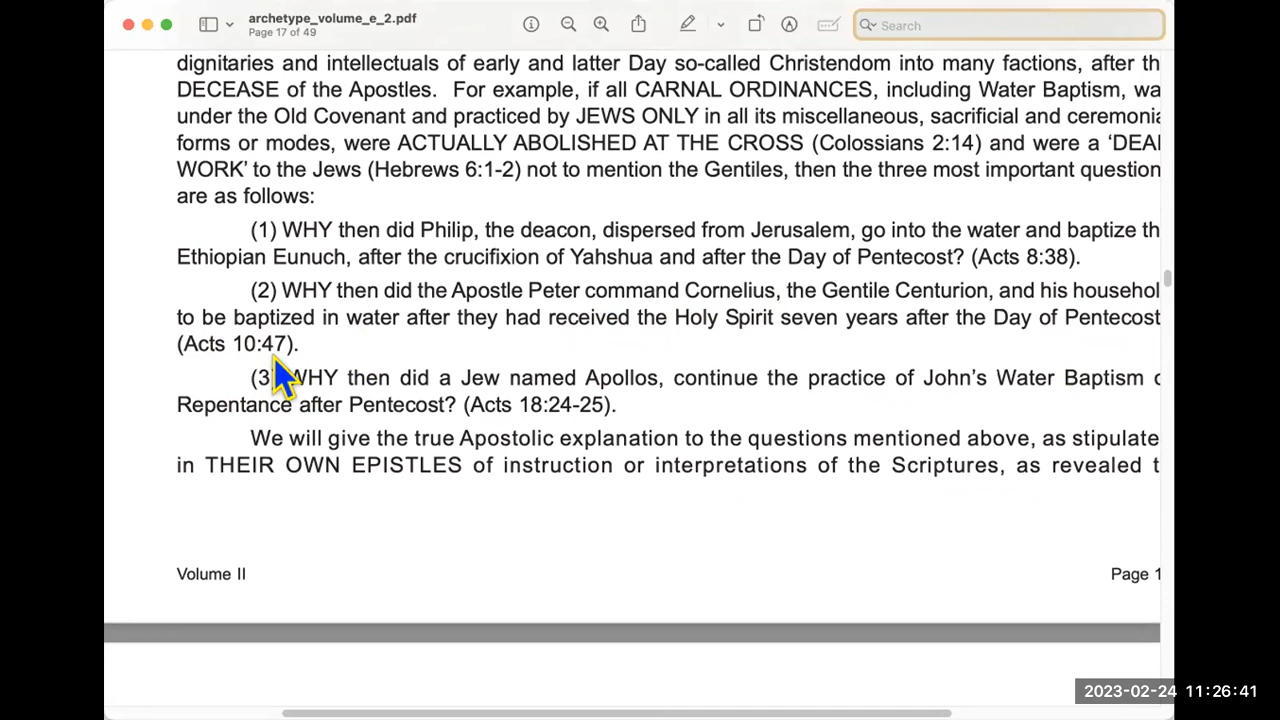 archetype_volume_e_2.pdf
Page 17 of 49
Search
dignitaries and intellectuals of early and latter Day so-called Christendom into many factions, after th
DECEASE of the Apostles. For example, if all CARNAL ORDINANCES, including Water Baptism, wa
under the Old Covenant and practiced by JEWS ONLY in all its miscellaneous, sacrificial and ceremonia
forms or modes, were ACTUALLY ABOLISHED AT THE CROSS (Colossians 2:14) and were a ‘DEA
WORK’ to the Jews (Hebrews 6:1-2) not to mention the Gentiles, then the three most important question
are as follows:
(1) WHY then did Philip, the deacon, dispersed from Jerusalem, go into the water and baptize th
Ethiopian Eunuch, after the crucifixion of Yahshua and after the Day of Pentecost? (Acts 8:38).
(2) WHY then did the Apostle Peter command Cornelius, the Gentile Centurion, and his househol
to be baptized in water after they had received the Holy Spirit seven years after the Day of Pentecost
(Acts 10:47).
(3 WHY then did a Jew named Apollos, continue the practice of John’s Water Baptism o
Repentance after Pentecost? (Acts 18:24-25).
We will give the true Apostolic explanation to the questions mentioned above, as stipulate
in THEIR OWN EPISTLES of instruction or interpretations of the Scriptures, as revealed t
Volume II
Page 1
2023-02-24 11:26:41